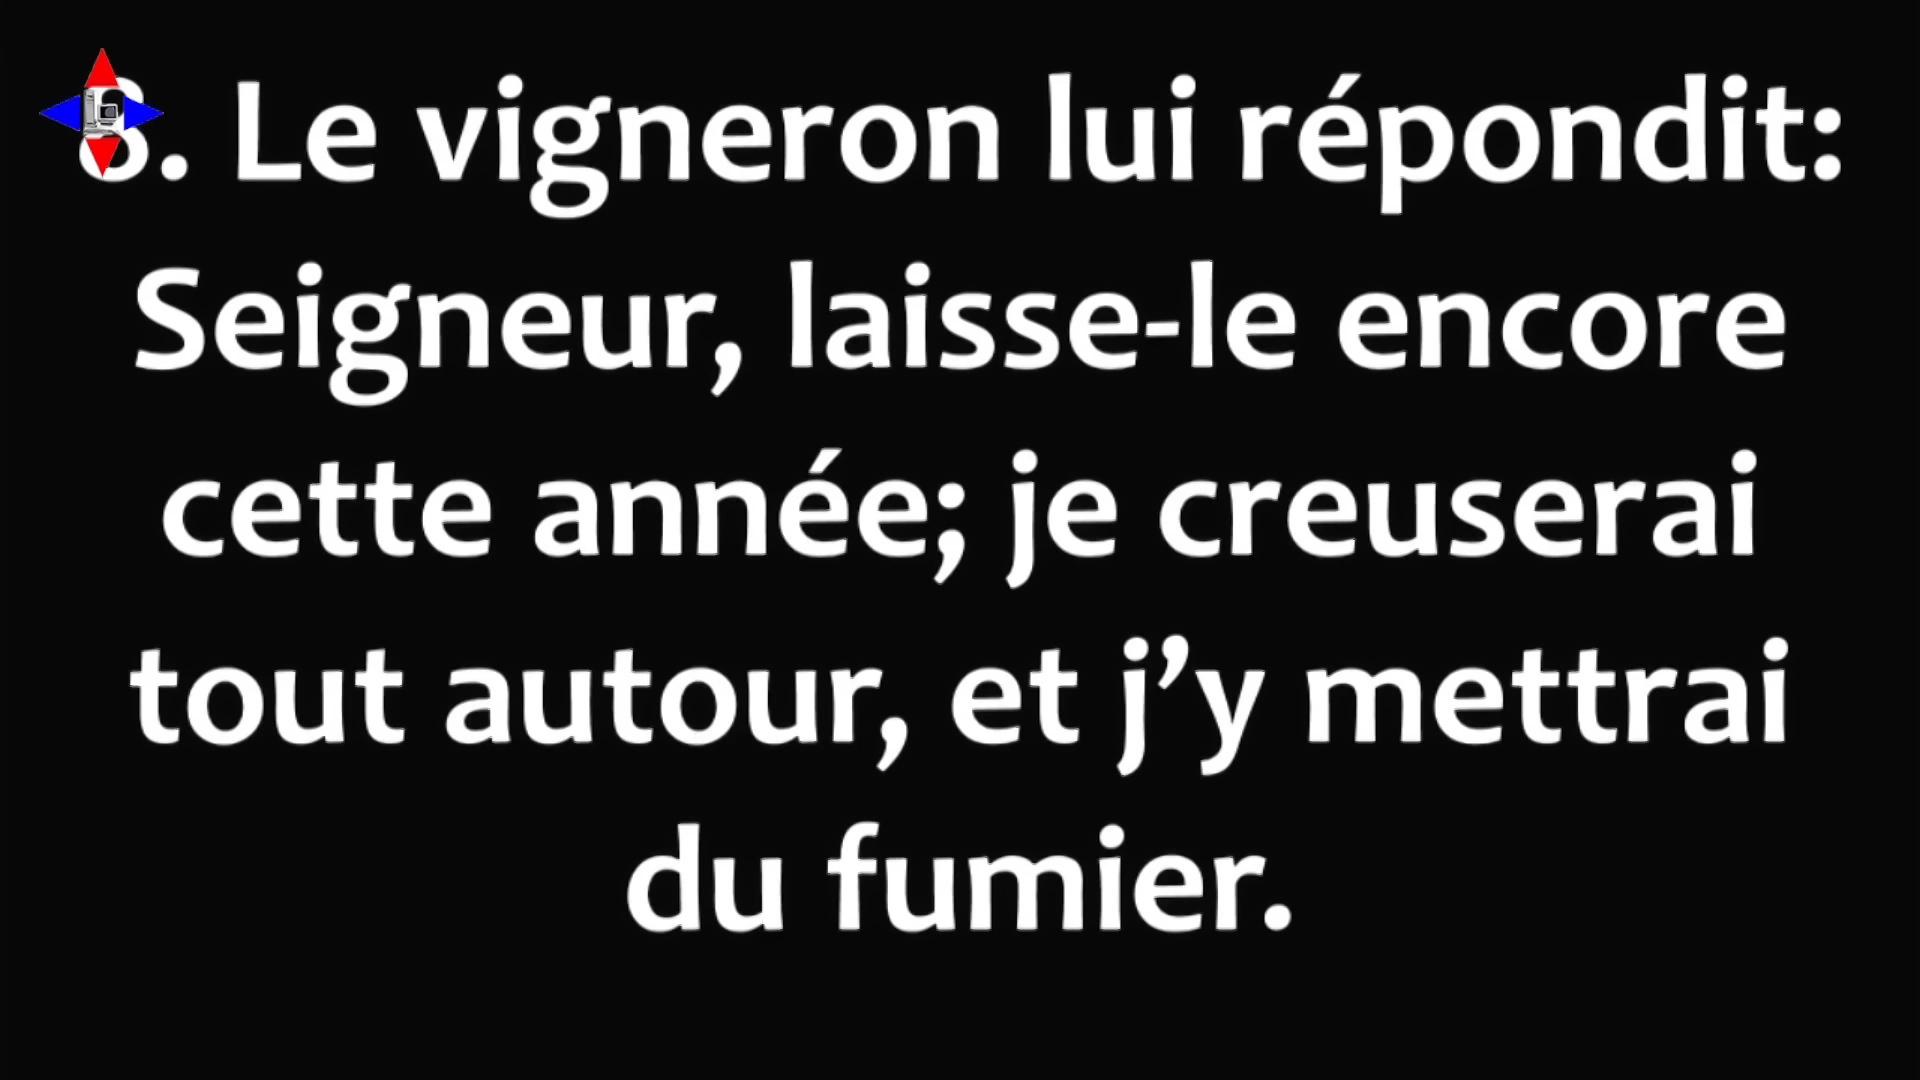 8. Le vigneron lui répondit:
Seigneur, laisse-le encore
cette année; je creuserai
tout autour, et j’y mettrai
du fumier.